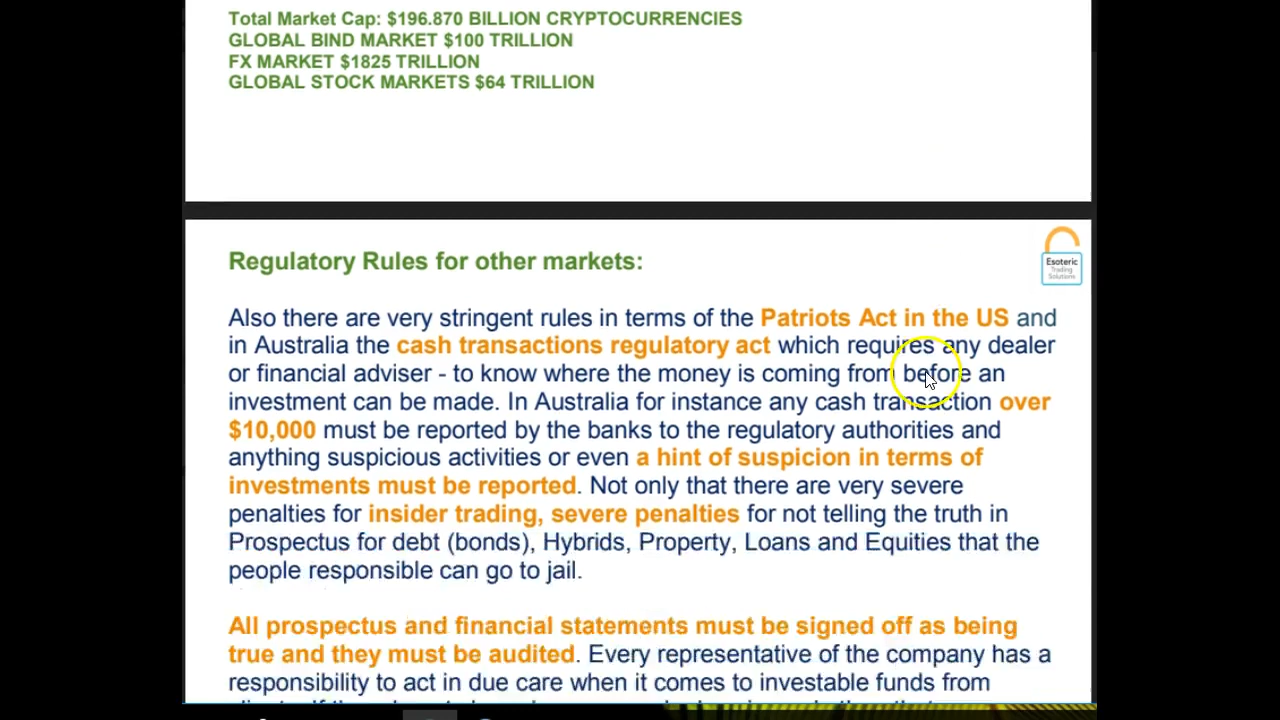 Total Market Cap: $196.870 BILLION CRYPTOCURRENCIES
GLOBAL BIND MARKET $100 TRILLION
FX MARKET $1825 TRILLION
GLOBAL STOCK MARKETS $64 TRILLION
Regulatory Rules for other markets:
Esoteric
Trading
Solutions
Also there are very stringent rules in terms of the Patriots Act in the US and
in Australia the cash transactions regulatory act which requires any dealer
or financial adviser - to know where the money is coming from before an
investment can be made. In Australia for instance any cash transaction over
$10,000 must be reported by the banks to the regulatory authorities and
anything suspicious activities or even a hint of suspicion in terms of
investments must be reported. Not only that there are very severe
penalties for insider trading, severe penalties for not telling the truth in
Prospectus for debt (bonds), Hybrids, Property, Loans and Equities that the
people responsible can go to jail.
All prospectus and financial statements must be signed off as being
true and they must be audited. Every representative of the company has a
responsibility to act in due care when it comes to investable funds from